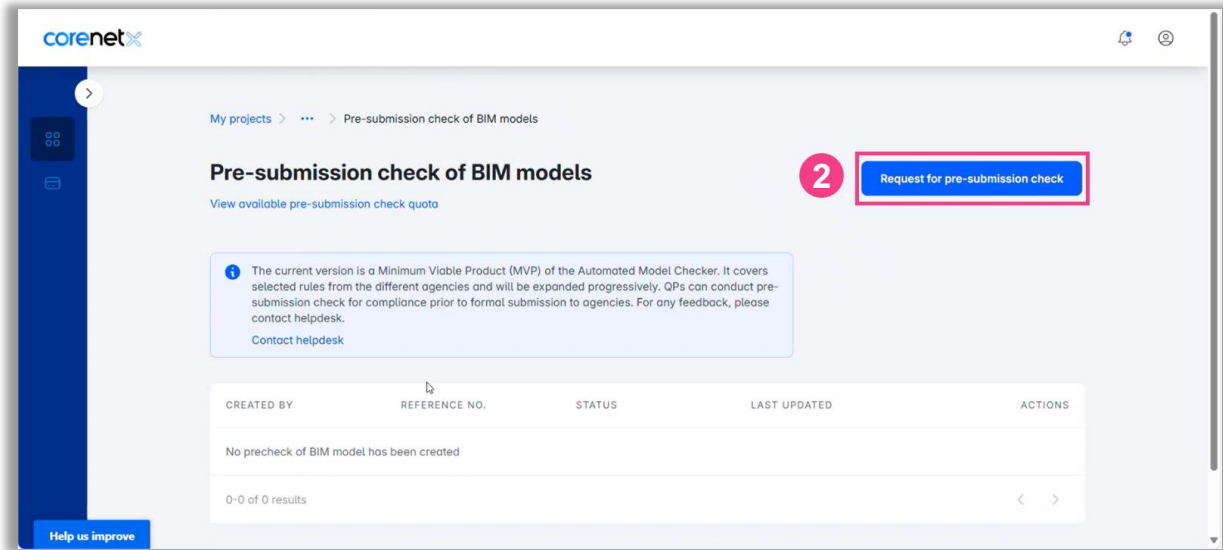 corenetx
My projects > ... > Pre-submission check of BIM models
Pre-submission check of BIM models
2
Request for pre-submission check
View available pre-submission check quota
The current version is a Minimum Viable Product (MVP) of the Automated Model Checker. It covers
selected rules from the different agencies and will be expanded progressively. QPs can conduct pre-
submission check for compliance prior to formal submission to agencies. For any feedback, please
contact helpdesk.
Contact helpdesk
CREATED BY REFERENCE NO. STATUS LAST UPDATED ACTIONS
No precheck of BIM model has been created
0-0 of 0 results
Help us improve